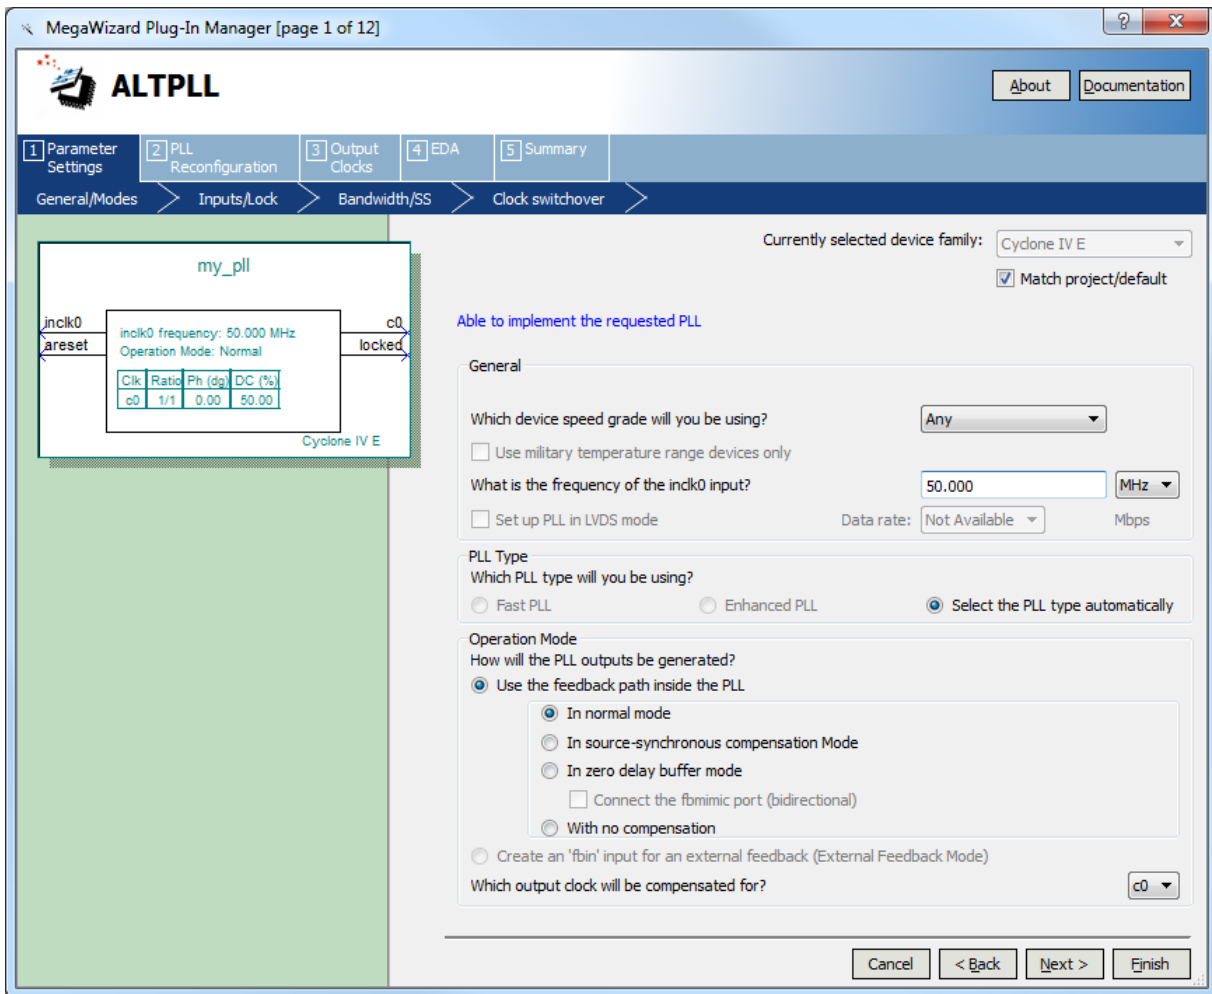 MegaWizard Plug-In Manager [page 1 of 12]
ALTPLL
About
Documentation
1 Parameter Settings
2 PLL Reconfiguration
3 Output Clocks
4 EDA
5 Summary
General/Modes
Inputs/Lock
Bandwidth/SS
Clock switchover
my_pll
inclk0
areset
inclk0 frequency: 50.000 MHz
Operation Mode: Normal
Clk Ratio Ph (dg) DC (%)
c0 1/1 0.00 50.00
c0
locked
Cyclone IV E
Currently selected device family: Cyclone IV E
Match project/default
Able to implement the requested PLL
General
Which device speed grade will you be using? Any
Use military temperature range devices only
What is the frequency of the inclk0 input? 50.000 MHz
Set up PLL in LVDS mode Data rate: Not Available Mbps
PLL Type
Which PLL type will you be using?
Fast PLL Enhanced PLL Select the PLL type automatically
Operation Mode
How will the PLL outputs be generated?
Use the feedback path inside the PLL
In normal mode
In source-synchronous compensation Mode
In zero delay buffer mode
Connect the fbmimic port (bidirectional)
With no compensation
Create an 'fbin' input for an external feedback (External Feedback Mode)
Which output clock will be compensated for? c0
Cancel < Back Next > Finish